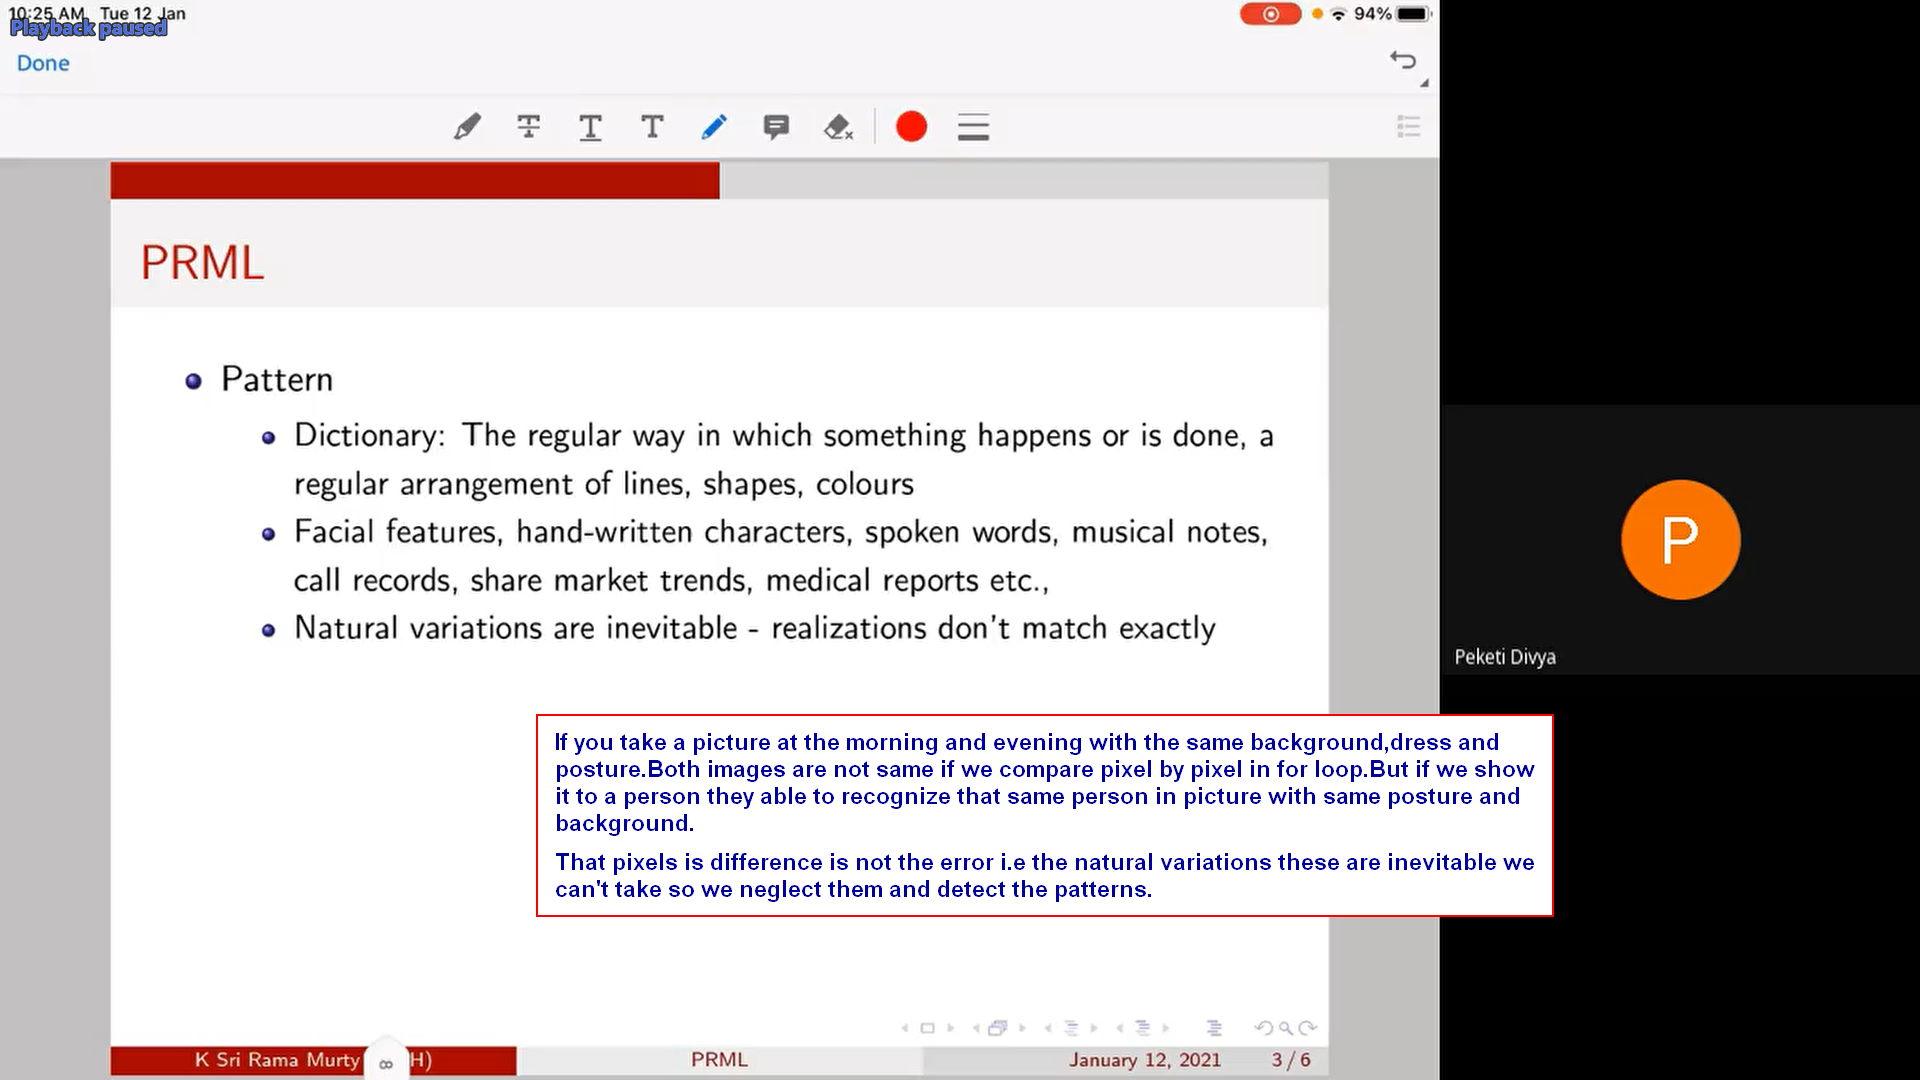 10:25 AM Tue 12 Jan
94%
Playback paused
Done
PRML
Pattern
Dictionary: The regular way in which something happens or is done, a
regular arrangement of lines, shapes, colours
Facial features, hand-written characters, spoken words, musical notes,
call records, share market trends, medical reports etc.,
Natural variations are inevitable - realizations don't match exactly
P
Peketi Divya
If you take a picture at the morning and evening with the same background,dress and
posture.Both images are not same if we compare pixel by pixel in for loop.But if we show
it to a person they able to recognize that same person in picture with same posture and
background.
That pixels is difference is not the error i.e the natural variations these are inevitable we
can't take so we neglect them and detect the patterns.
K Sri Rama Murty H) PRML January 12, 2021 3 / 6